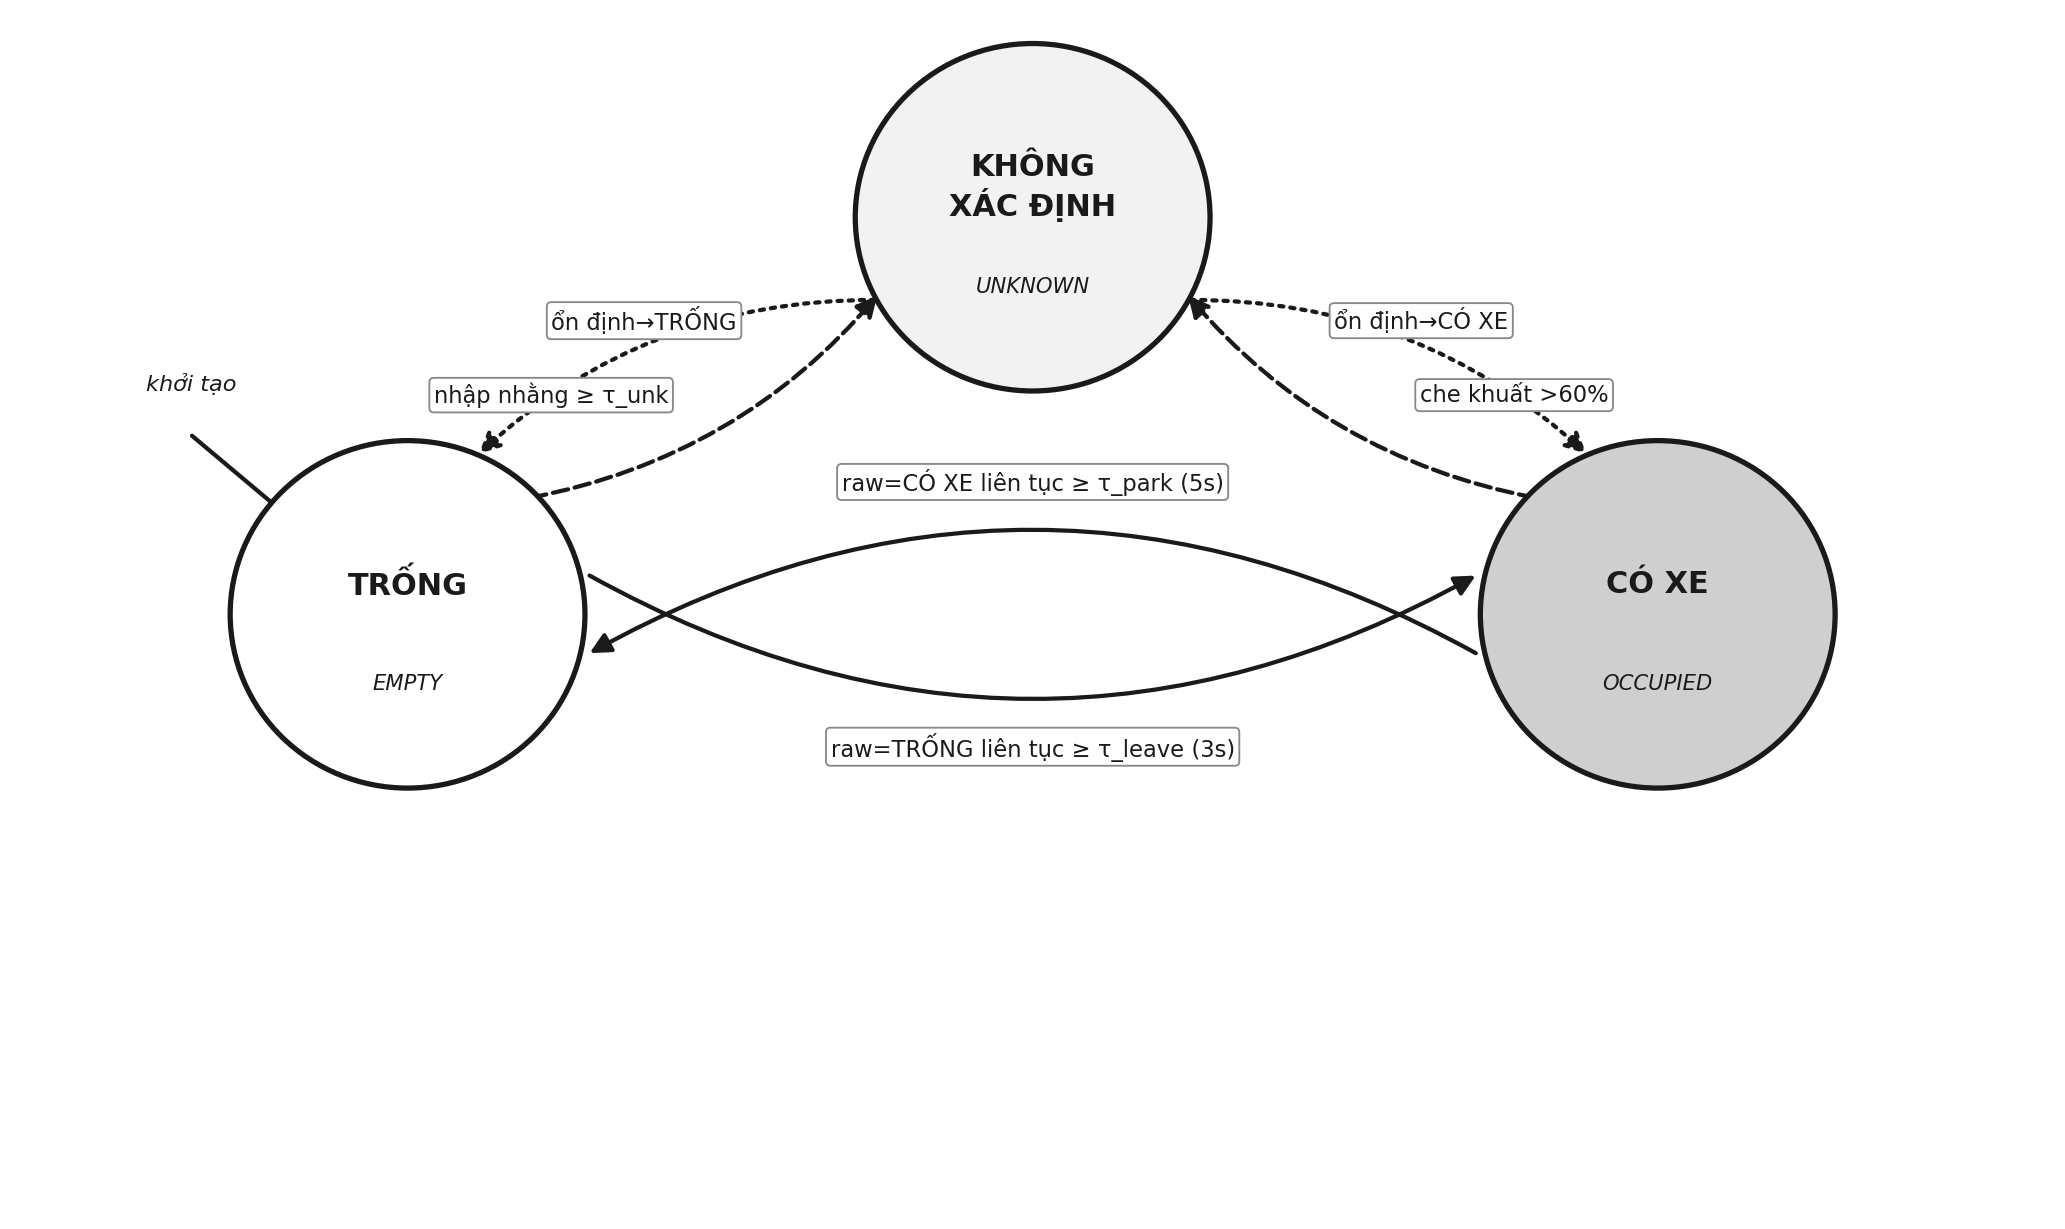 KHÔNG
XÁC ĐỊNH
UNKNOWN
ổn định→TRỐNG
ổn định→CÓ XE
khởi tạo
nhập nhằng ≥ τ_unk
che khuất >60%
raw=CÓ XE liên tục ≥ τ_park (5s)
TRỐNG
EMPTY
CÓ XE
OCCUPIED
raw=TRỐNG liên tục ≥ τ_leave (3s)